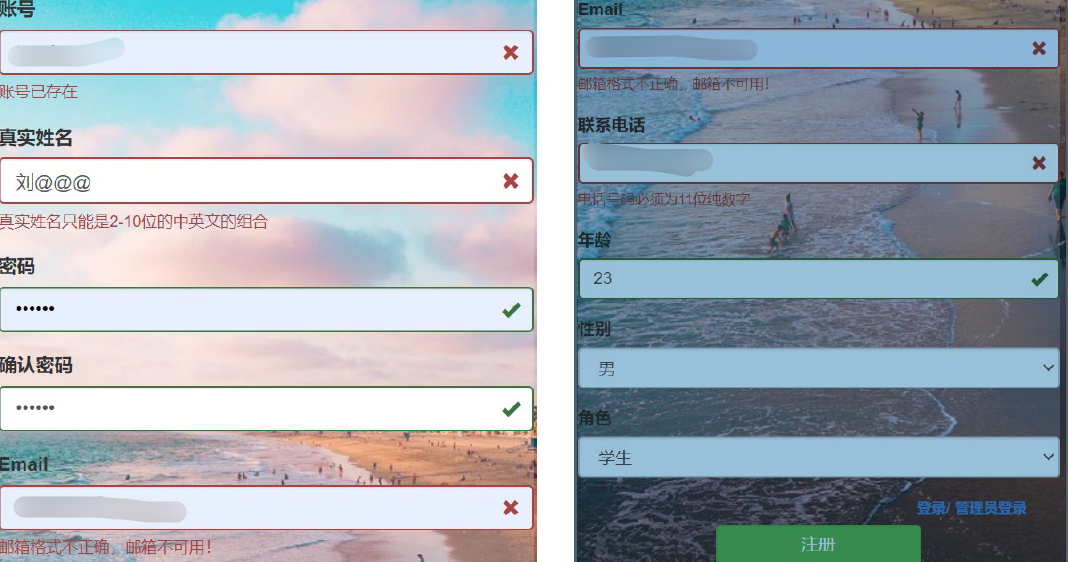 账号
账号已存在
真实姓名
刘@@@
真实姓名只能是2-10位的中英文的组合
密码
••••••
确认密码
••••••
Email
邮箱格式不正确，邮箱不可用！
Email
邮箱格式不正确，邮箱不可用！
联系电话
电话号码必须为11位纯数字
年龄
23
性别
男
角色
学生
登录/ 管理员登录
注册